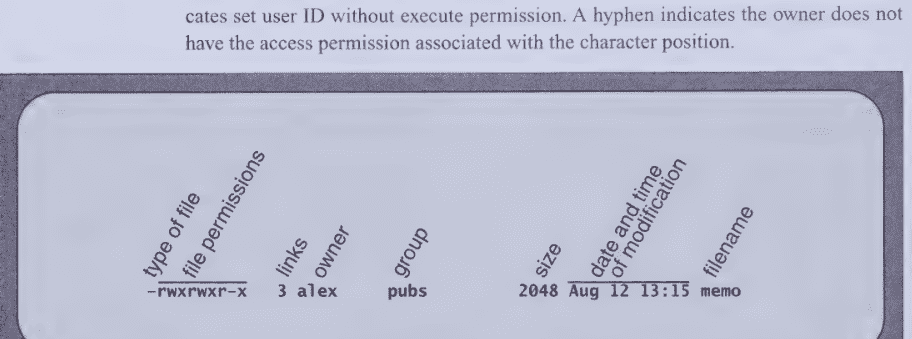 cates set user ID without execute permission. A hyphen indicates the owner does not
have the access permission associated with the character position.
type of file
file permissions
links
owner
group
size
date and time
of modification
filename
-rwxrwxr-x 3 alex pubs 2048 Aug 12 13:15 memo